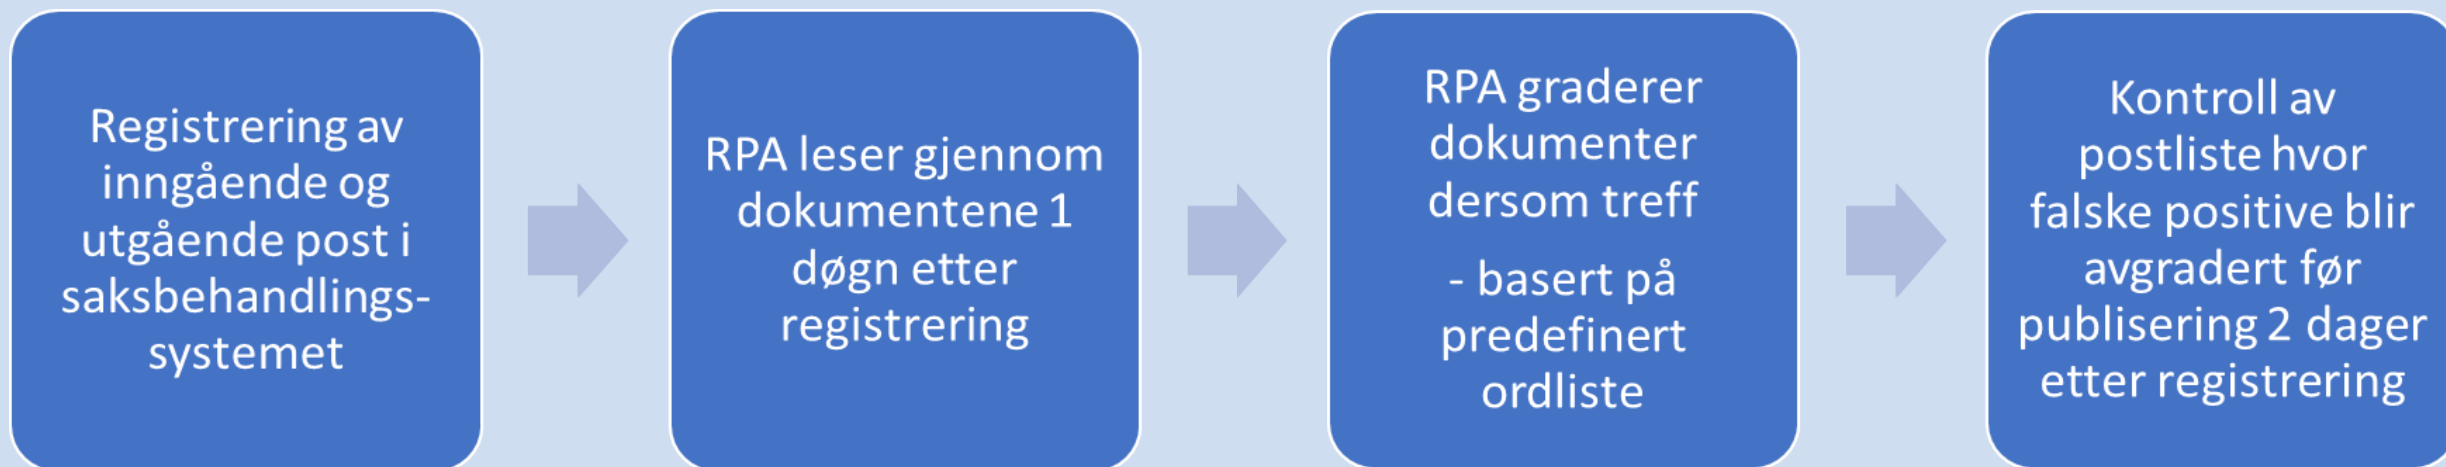 Registrering av
inngående og
utgående post i
saksbehandlings-
systemet
RPA leser gjennom
dokumentene 1
døgn etter
registrering
RPA graderer
dokumenter
dersom treff
- basert på
predefinert
ordliste
Kontroll av
postliste hvor
falske positive blir
avgradert før
publisering 2 dager
etter registrering